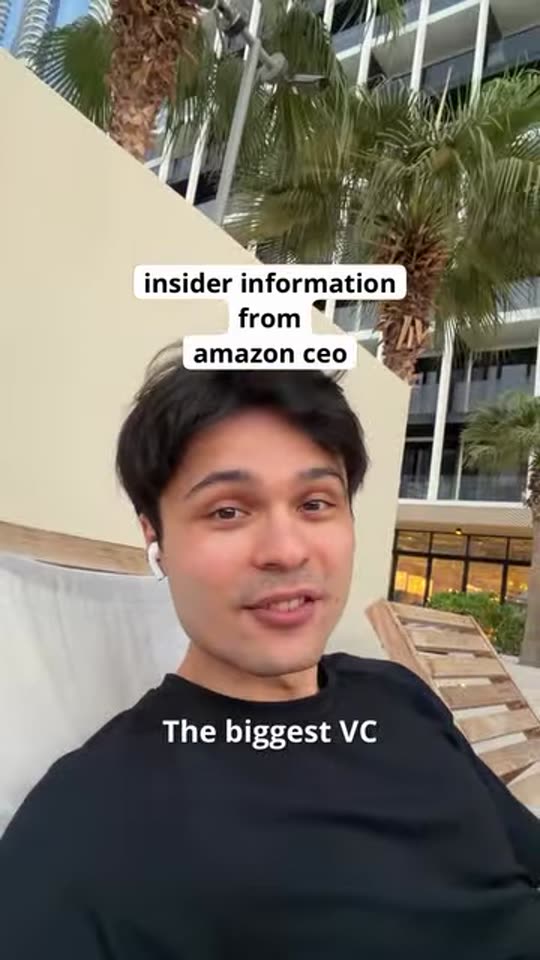 insider information
from
amazon ceo
The biggest VC